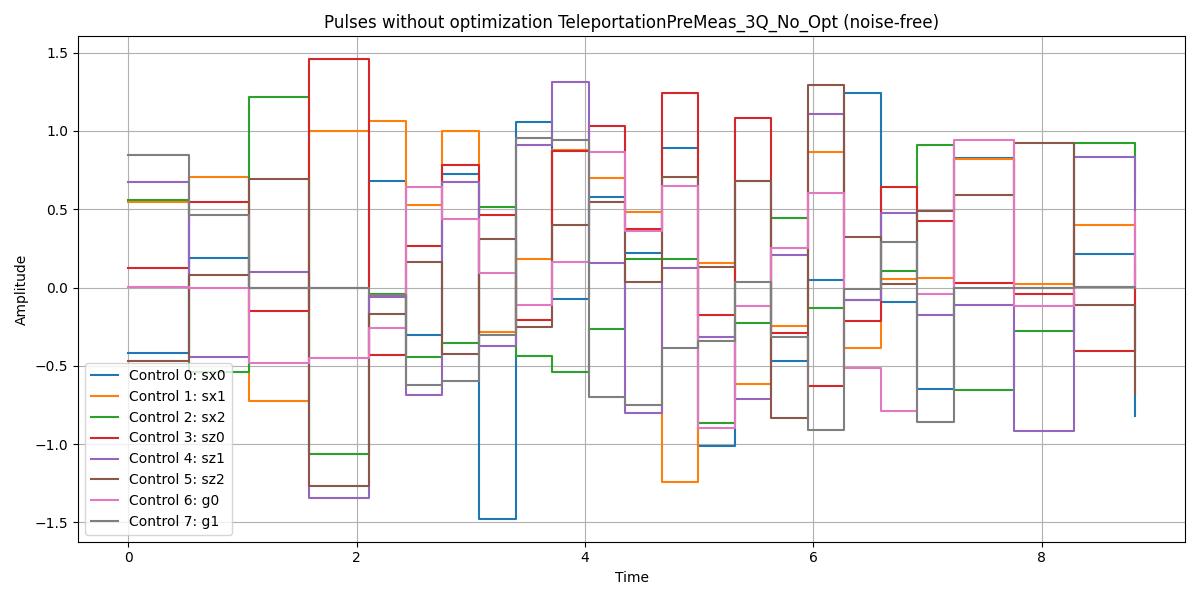 Pulses without optimization TeleportationPreMeas_3Q_No_Opt (noise-free)
1.5
1.0
0.5
0.0
−0.5
−1.0
−1.5
Amplitude
Control 0: sx0
Control 1: sx1
Control 2: sx2
Control 3: sz0
Control 4: sz1
Control 5: sz2
Control 6: g0
Control 7: g1
0
2
4
6
8
Time